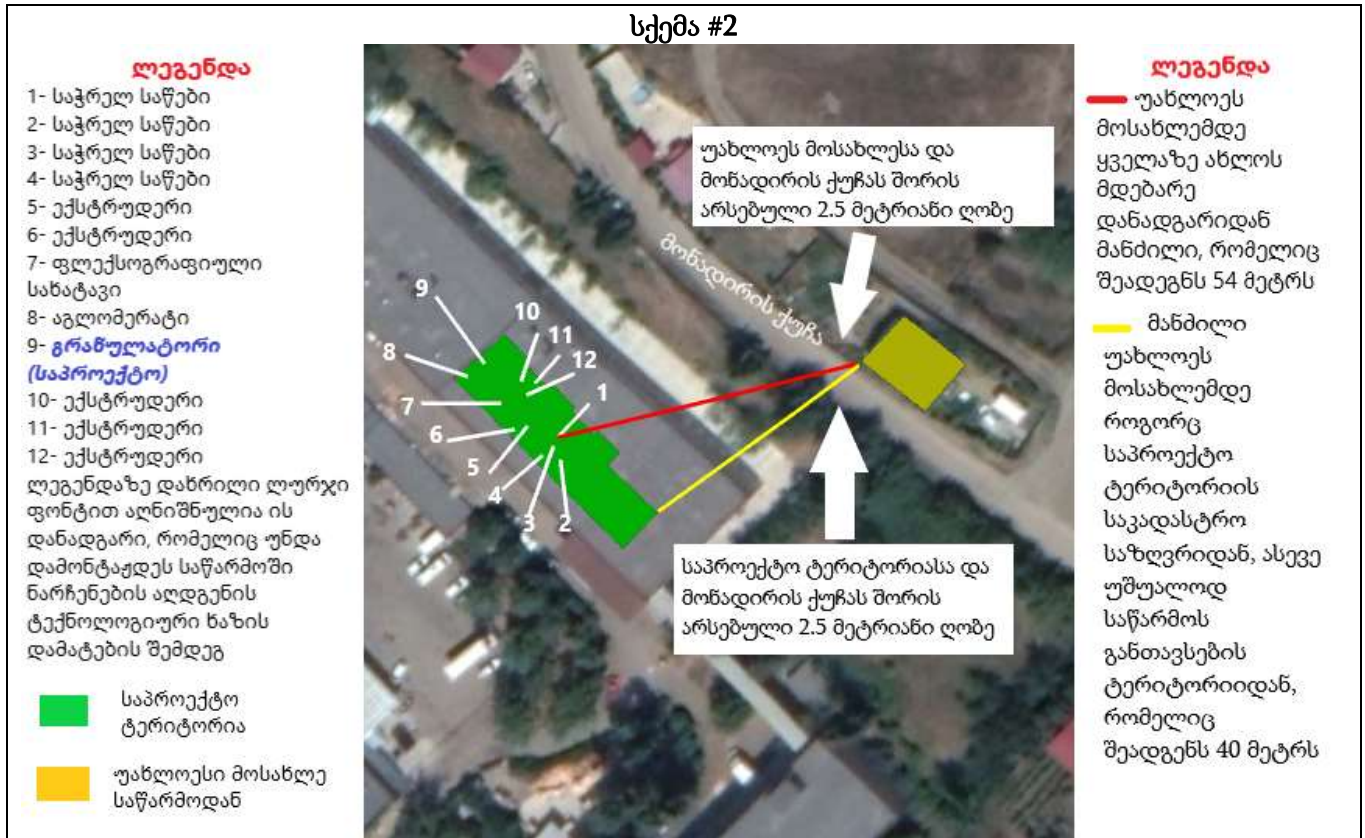 სქემა #2
ლეგენდა
1- საჭრელ საწები
2- საჭრელ საწები
3- საჭრელ საწები
4- საჭრელ საწები
5- ექსტრუდერი
6- ექსტრუდერი
7- ფლექსოგრაფიული
სახატავი
8- აგლომერატი
9- გრანულატორი
(საპროექტო)
10- ექსტრუდერი
11- ექსტრუდერი
12- ექსტრუდერი
ლეგენდაზე დახრილი ლურჯი
ფონტით აღნიშნულია ის
დანადგარი, რომელიც უნდა
დამონტაჟდეს საწარმოში
ნარჩენების აღდგენის
ტექნოლოგიური ხაზის
დამატების შემდეგ
საპროექტო
ტერიტორია
უახლოესი მოსახლე
საწარმოდან
უახლოეს მოსახლესა და
მონადირის ქუჩას შორის
არსებული 2.5 მეტრიანი ღობე
მონადირის ქუჩა
9
10
11
8
12
7
1
6
5
4
3
2
საპროექტო ტერიტორიასა და
მონადირის ქუჩას შორის
არსებული 2.5 მეტრიანი ღობე
ლეგენდა
უახლოეს
მოსახლემდე
ყველაზე ახლოს
მდებარე
დანადგარიდან
მანძილი, რომელიც
შეადეგნს 54 მეტრს
მანძილი
უახლოეს
მოსახლემდე
როგორც
საპროექტო
ტერიტორიის
საკადასტრო
საზღვრიდან, ასევე
უშუალოდ
საწარმოს
განთავსების
ტერიტორიიდან,
რომელიც
შეადგენს 40 მეტრს